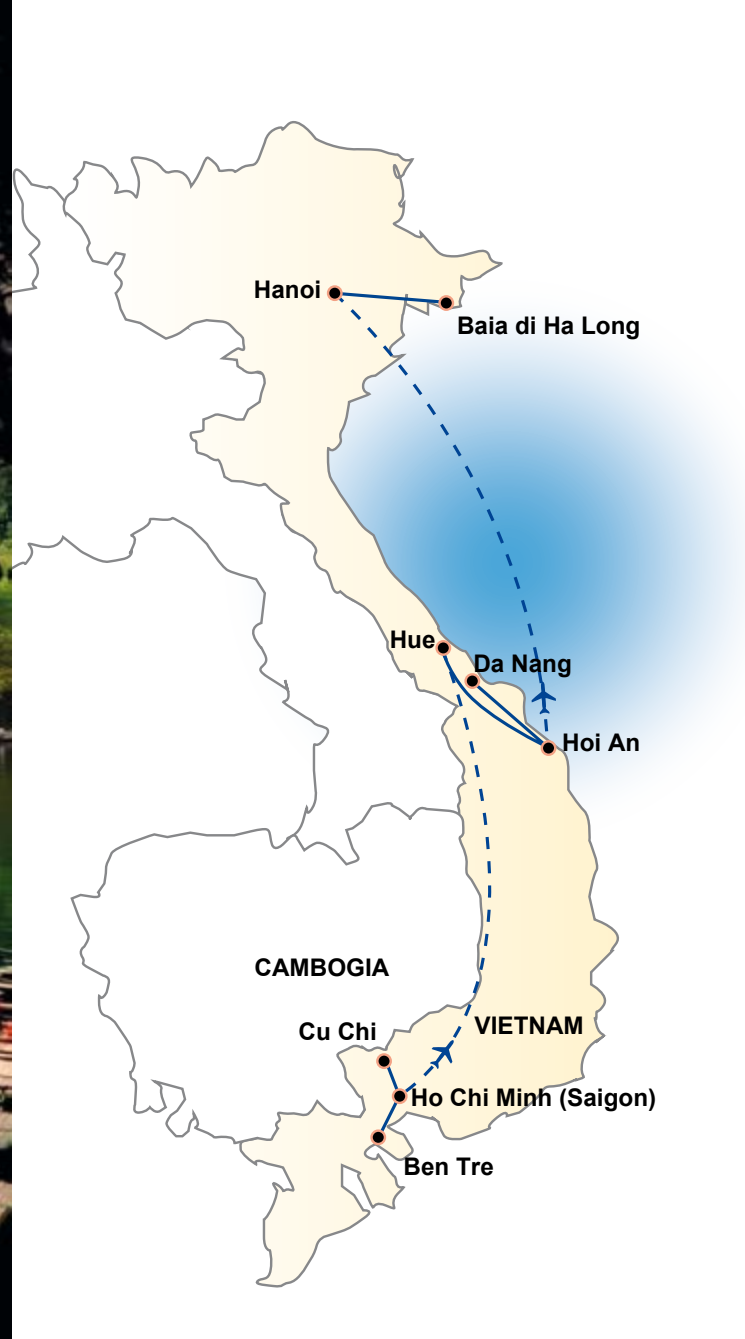 Hanoi
Baia di Ha Long
Hue
Da Nang
Hoi An
CAMBOGIA
VIETNAM
Cu Chi
Ho Chi Minh (Saigon)
Ben Tre